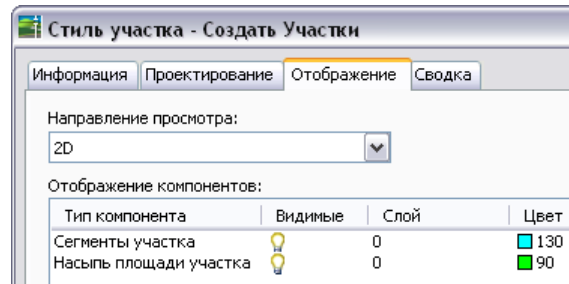 Стиль участка - Создать Участки
Информация Проектирование Отображение Сводка
Направление просмотра:
2D
Отображение компонентов:
Тип компонента Видимые Слой Цвет
Сегменты участка 0 130
Насыпь площади участка 0 90